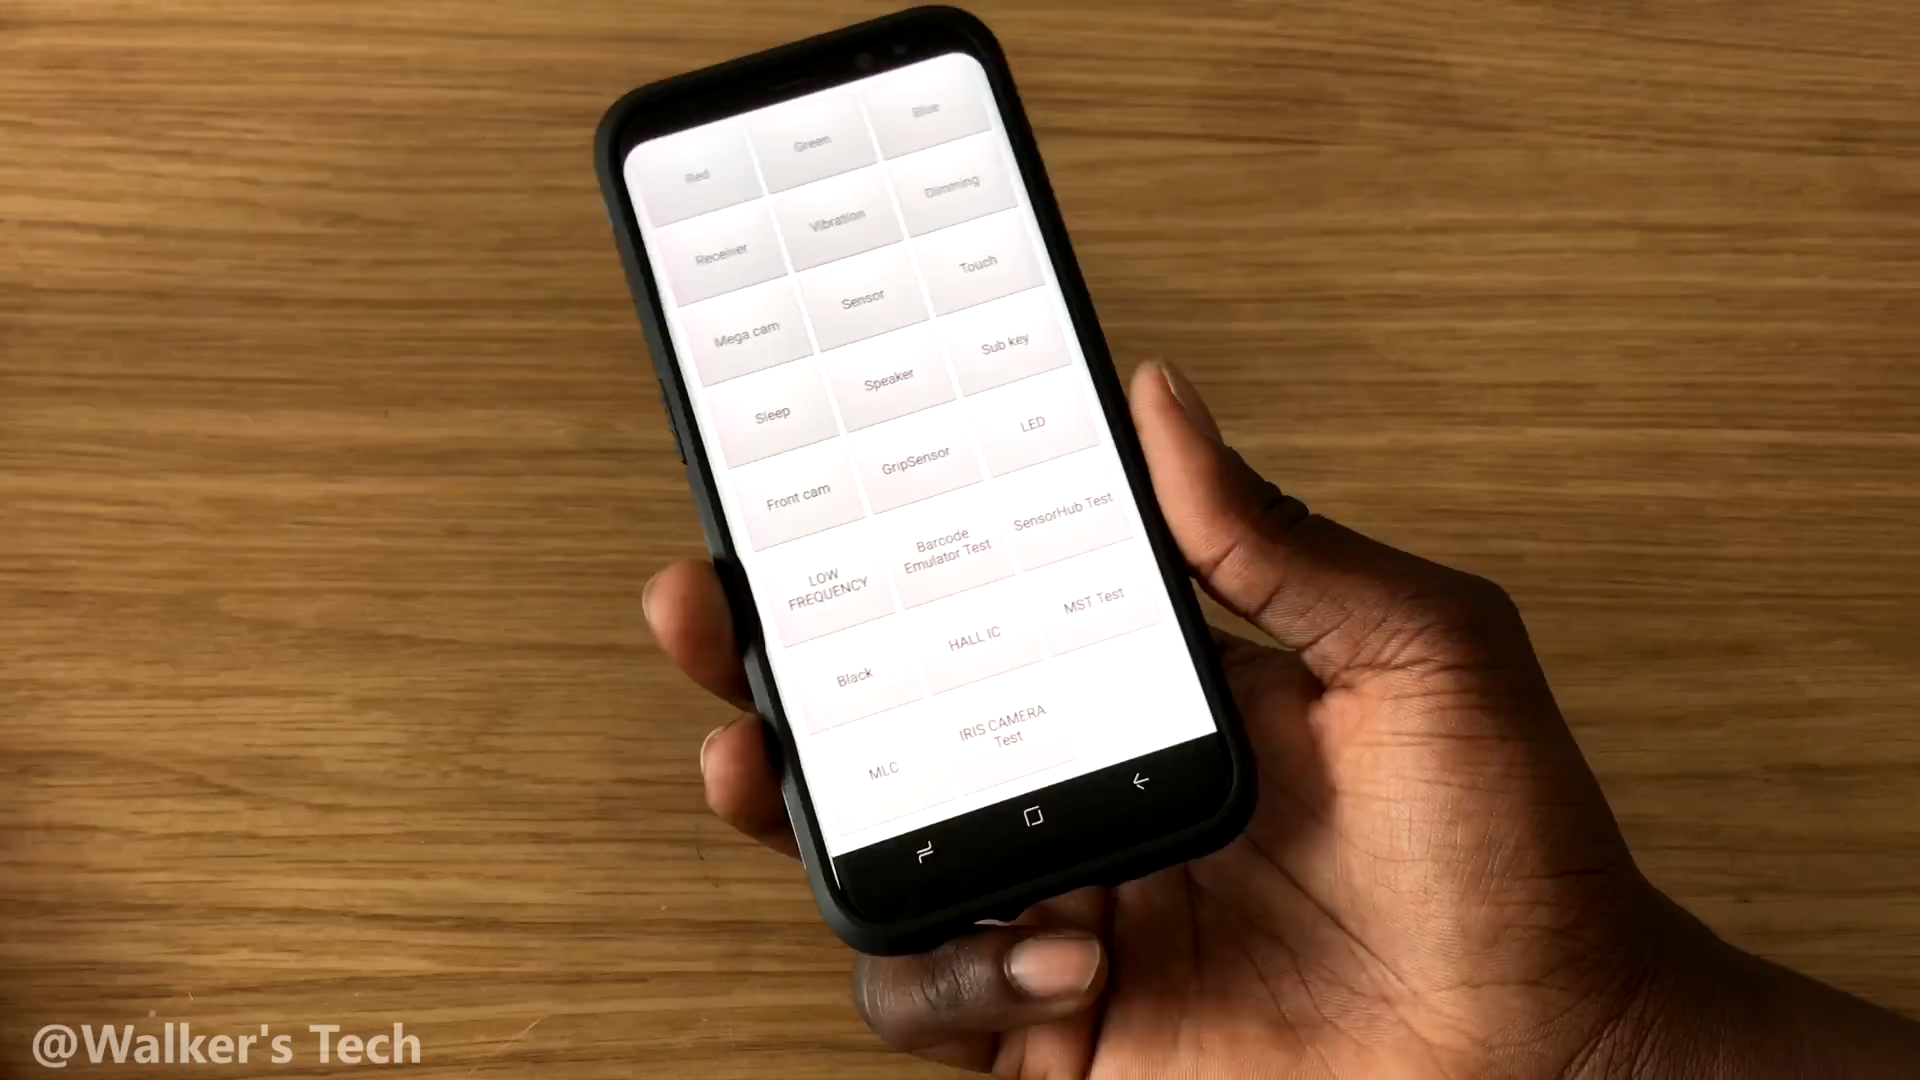 Red
Green
Blue
Receiver
Vibration
Dimming
Mega cam
Sensor
Touch
Sleep
Speaker
Sub key
Front cam
GripSensor
LED
LOW
FREQUENCY
Barcode
Emulator Test
SensorHub Test
Black
HALL IC
MST Test
MLC
IRIS CAMERA
Test
@Walker's Tech